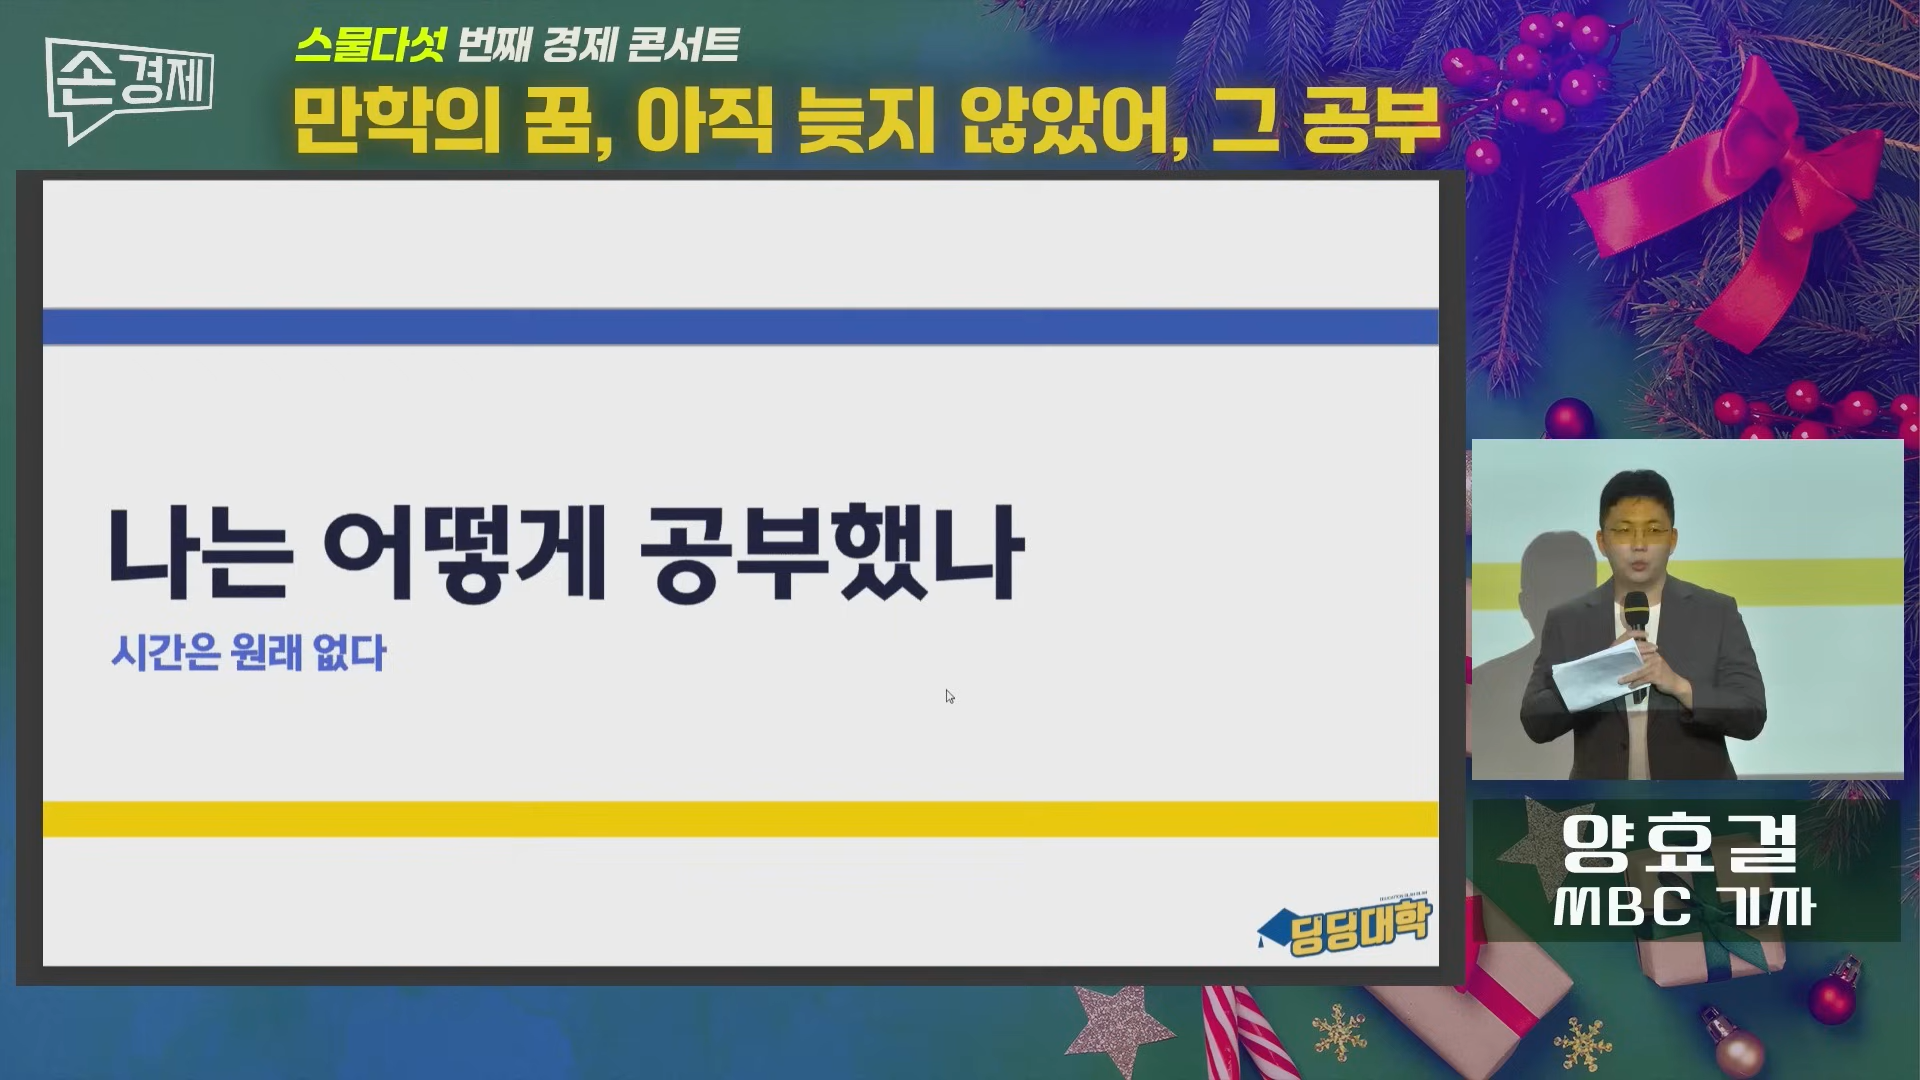 손경제
스물다섯 번째 경제 콘서트
만학의 꿈, 아직 늦지 않았어, 그 공부
나는 어떻게 공부했나
시간은 원래 없다
딩딩대학
양효걸
MBC 기자